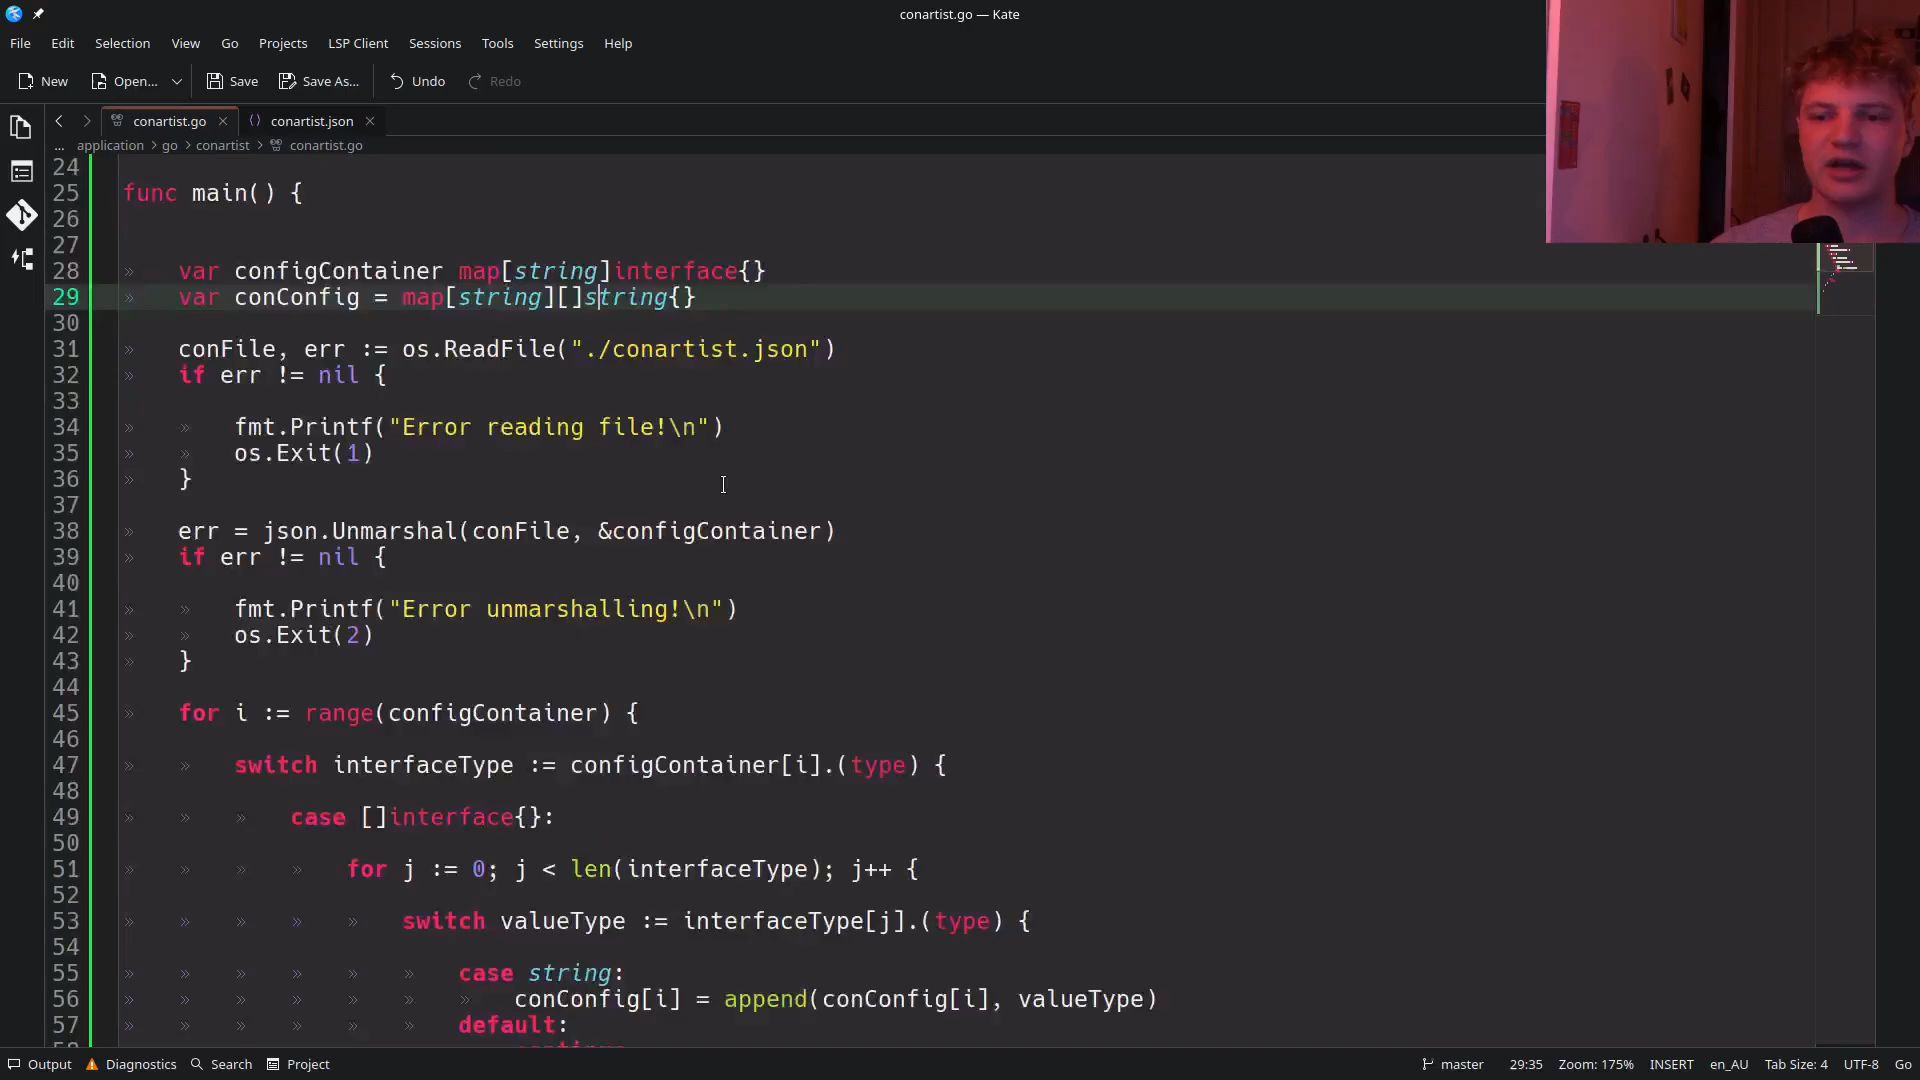 conartist.go — Kate
File Edit Selection View Go Projects LSP Client Sessions Tools Settings Help
New Open... Save Save As... Undo Redo
conartist.go conartist.json
... application > go > conartist > conartist.go
24
25 func main() {
26
27
28 » var configContainer map[string]interface{}
29 » var conConfig = map[string][]string{}
30
31 » conFile, err := os.ReadFile("./conartist.json")
32 » if err != nil {
33
34 » » fmt.Printf("Error reading file!\n")
35 » » os.Exit(1)
36 » }
37
38 » err = json.Unmarshal(conFile, &configContainer)
39 » if err != nil {
40
41 » » fmt.Printf("Error unmarshalling!\n")
42 » » os.Exit(2)
43 » }
44
45 » for i := range(configContainer) {
46
47 » » switch interfaceType := configContainer[i].(type) {
48
49 » » » case []interface{}:
50
51 » » » » for j := 0; j < len(interfaceType); j++ {
52
53 » » » » » switch valueType := interfaceType[j].(type) {
54
55 » » » » » » case string:
56 » » » » » » » conConfig[i] = append(conConfig[i], valueType)
57 » » » » » » default:
Output Diagnostics Search Project master 29:35 Zoom: 175% INSERT en_AU Tab Size: 4 UTF-8 Go